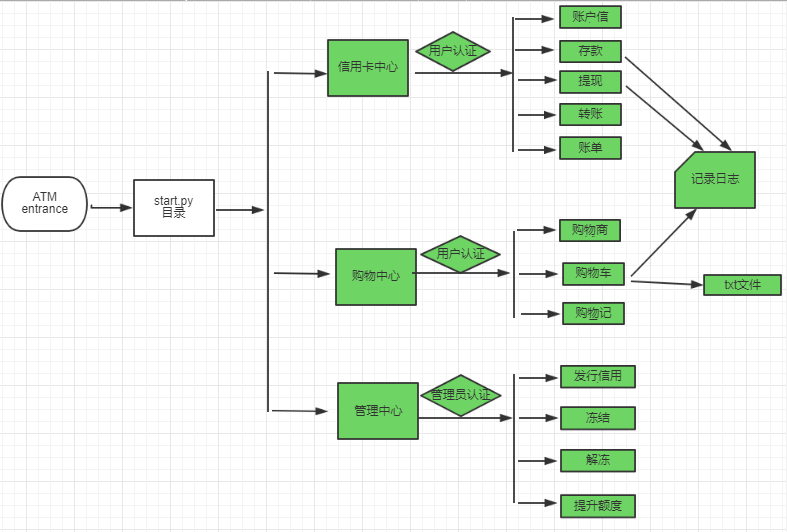 ATM
entrance
start.py
目录
信用卡中心
用户认证
账户信
存款
提现
转账
账单
记录日志
购物中心
用户认证
购物商
购物车
购物记
txt文件
管理中心
管理员认证
发行信用
冻结
解冻
提升额度